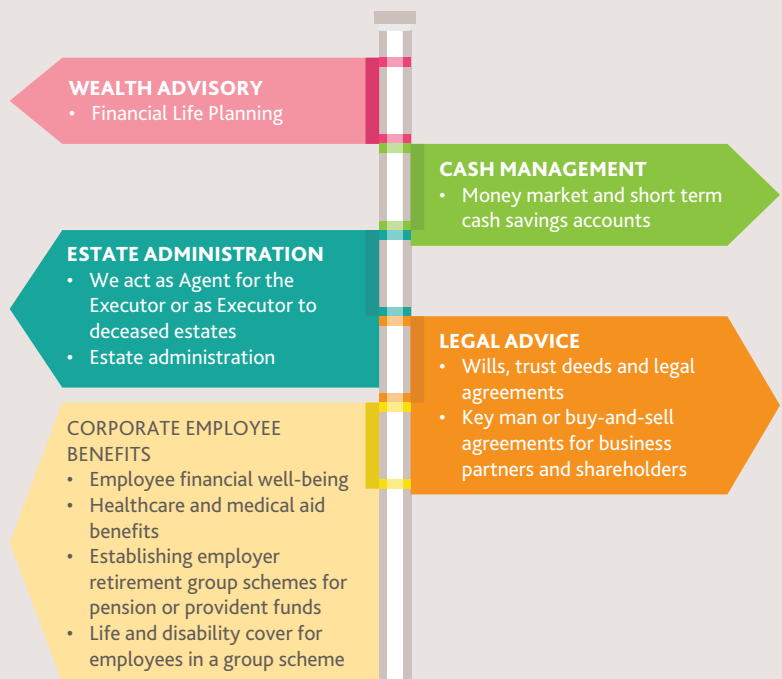 WEALTH ADVISORY
• Financial Life Planning
CASH MANAGEMENT
• Money market and short term
cash savings accounts
ESTATE ADMINISTRATION
• We act as Agent for the
Executor or as Executor to
deceased estates
• Estate administration
LEGAL ADVICE
• Wills, trust deeds and legal
agreements
• Key man or buy-and-sell
agreements for business
partners and shareholders
CORPORATE EMPLOYEE
BENEFITS
• Employee financial well-being
• Healthcare and medical aid
benefits
• Establishing employer
retirement group schemes for
pension or provident funds
• Life and disability cover for
employees in a group scheme